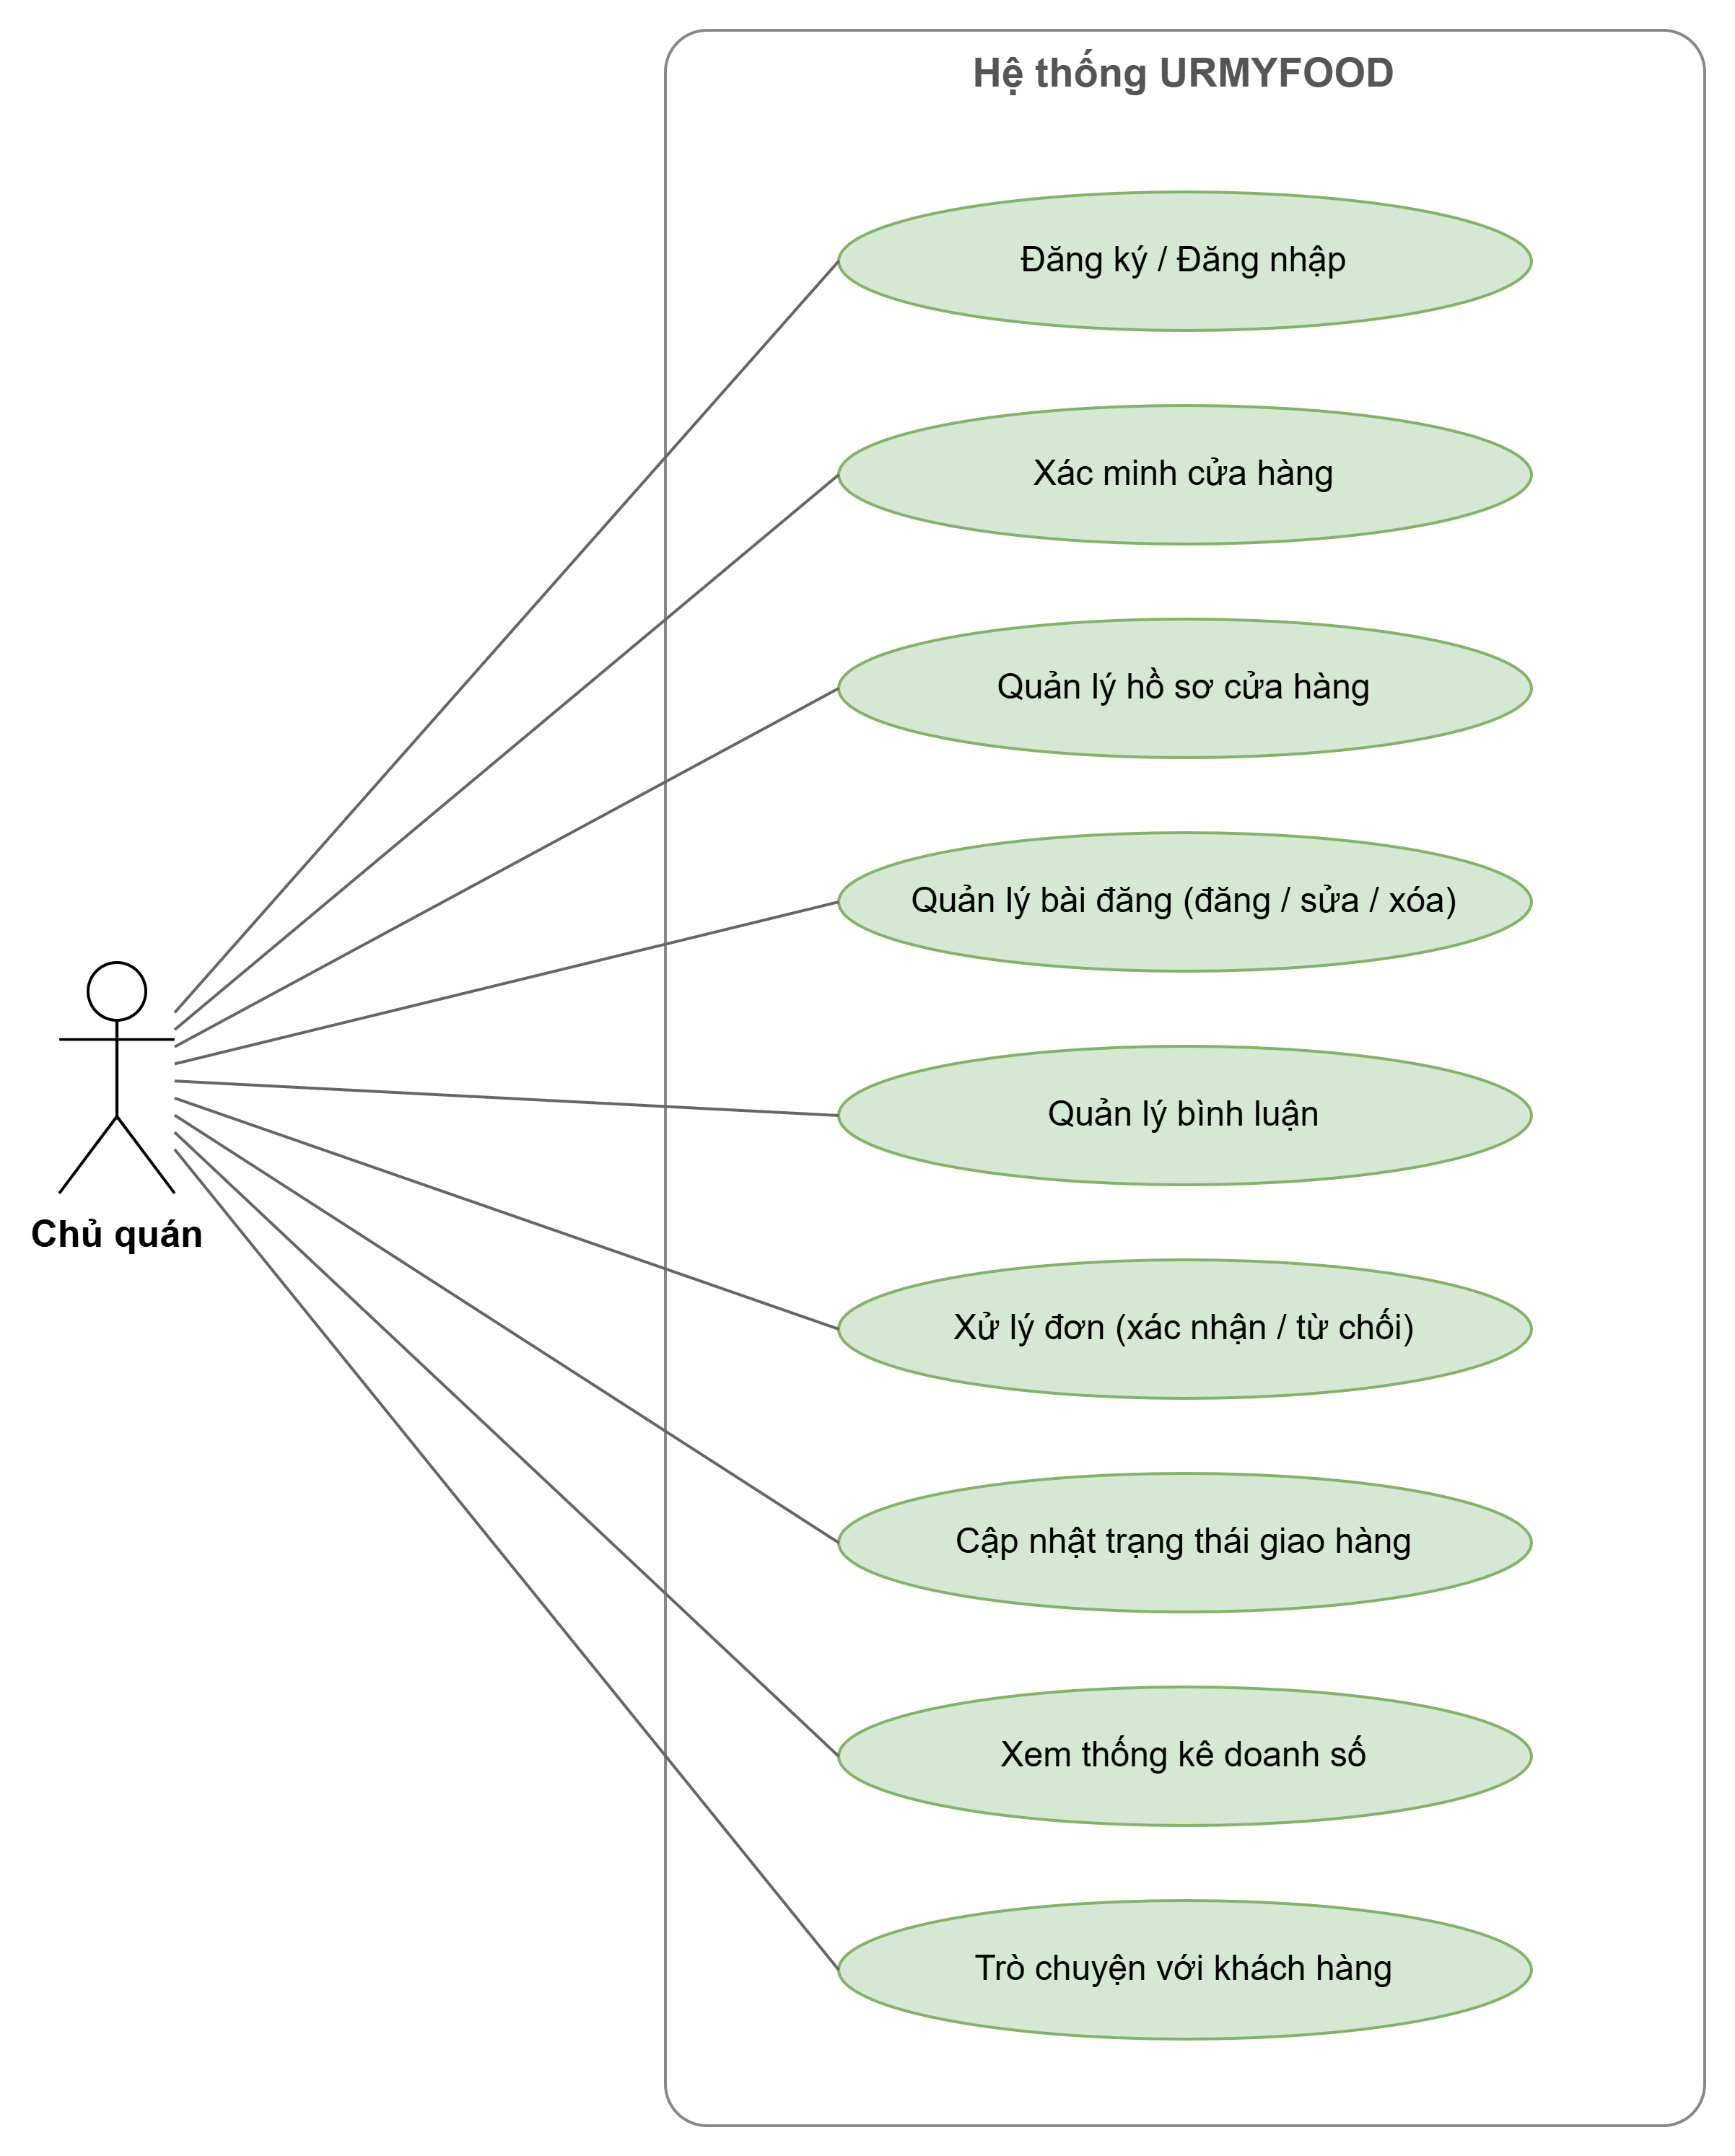 Hệ thống URMYFOOD
Đăng ký / Đăng nhập
Xác minh cửa hàng
Quản lý hồ sơ cửa hàng
Quản lý bài đăng (đăng / sửa / xóa)
Quản lý bình luận
Chủ quán
Xử lý đơn (xác nhận / từ chối)
Cập nhật trạng thái giao hàng
Xem thống kê doanh số
Trò chuyện với khách hàng